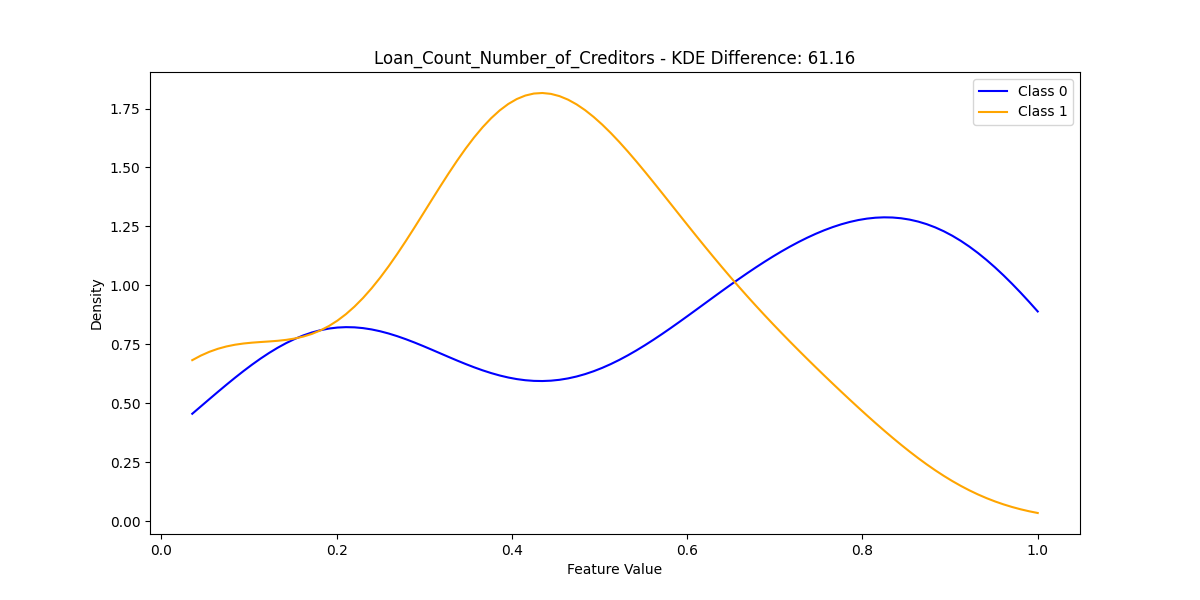 Loan_Count_Number_of_Creditors - KDE Difference: 61.16
Class 0
Class 1
Density
1.75
1.50
1.25
1.00
0.75
0.50
0.25
0.00
0.0 0.2 0.4 0.6 0.8 1.0
Feature Value